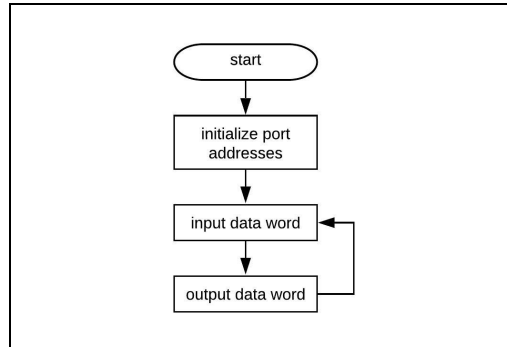 start
initialize port
addresses
input data word
output data word